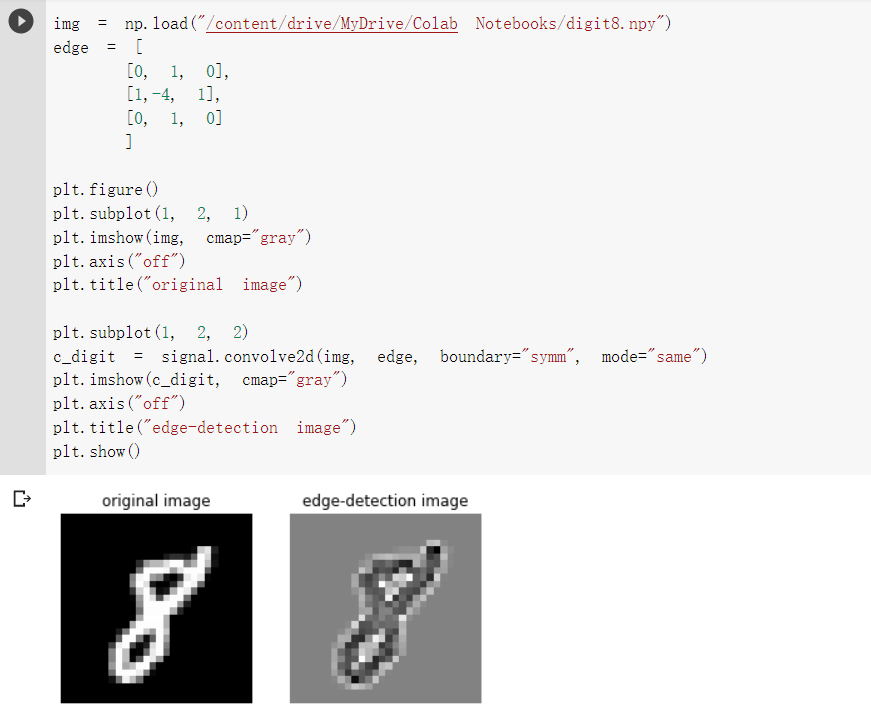 img = np.load("/content/drive/MyDrive/Colab Notebooks/digit8.npy")
edge = [
[0, 1, 0],
[1,-4, 1],
[0, 1, 0]
]
plt.figure()
plt.subplot(1, 2, 1)
plt.imshow(img, cmap="gray")
plt.axis("off")
plt.title("original image")
plt.subplot(1, 2, 2)
c_digit = signal.convolve2d(img, edge, boundary="symm", mode="same")
plt.imshow(c_digit, cmap="gray")
plt.axis("off")
plt.title("edge-detection image")
plt.show()
original image
edge-detection image